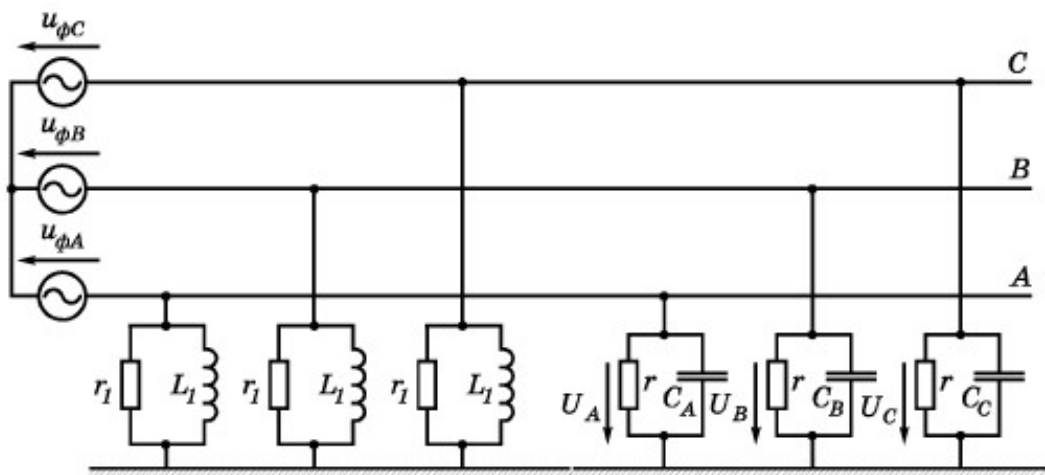 u_фC
C
u_фB
B
u_фA
A
r_1 L_1 r_1 L_1 r_1 L_1
U_A r C_A U_B r C_B U_C r C_C